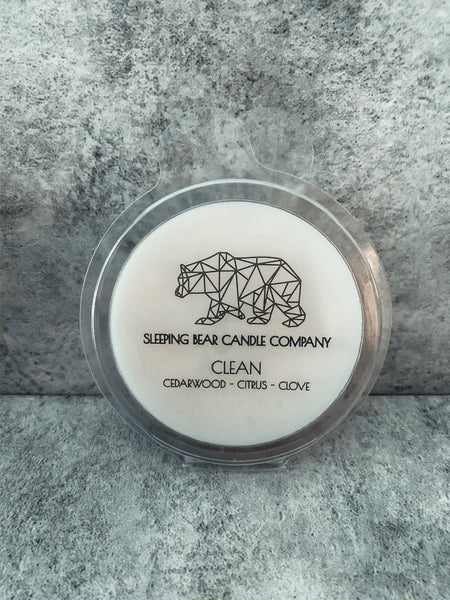 SLEEPING BEAR CANDLE COMPANY
CLEAN
CEDARWOOD - CITRUS - CLOVE